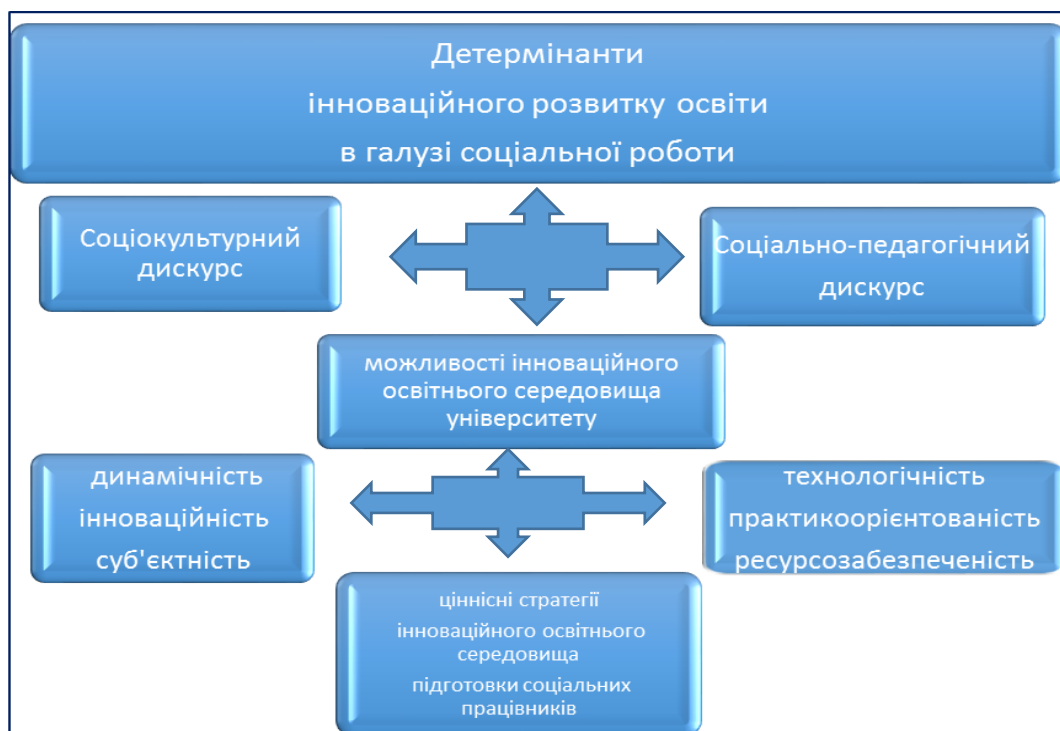 Детермінанти
інноваційного розвитку освіти
в галузі соціальної роботи
Соціокультурний
дискурс
Соціально-педагогічний
дискурс
можливості інноваційного
освітнього середовища
університету
динамічність
інноваційність
суб'єктність
технологічність
практикоорієнтованість
ресурсозабезпеченість
ціннісні стратегії
інноваційного освітнього
середовища
підготовки соціальних
працівників